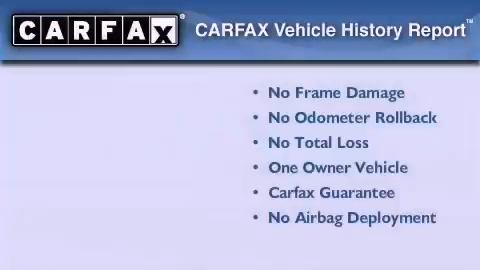 CARFAX® CARFAX Vehicle History Report™
• No Frame Damage
• No Odometer Rollback
• No Total Loss
• One Owner Vehicle
• Carfax Guarantee
• No Airbag Deployment